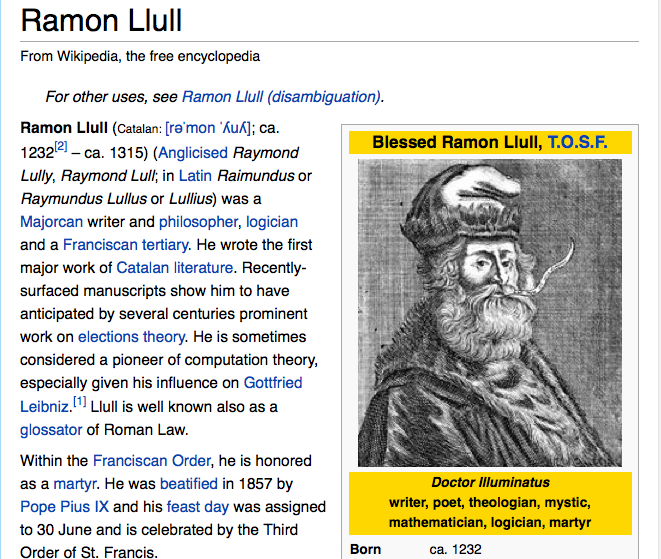 Ramon Llull
From Wikipedia, the free encyclopedia
For other uses, see Ramon Llull (disambiguation).
Ramon Llull (Catalan: [rəˈmon ˈʎuʎ]; ca.
1232[2] – ca. 1315) (Anglicised Raymond
Lully, Raymond Lull; in Latin Raimundus or
Raymundus Lullus or Lullius) was a
Majorcan writer and philosopher, logician
and a Franciscan tertiary. He wrote the first
major work of Catalan literature. Recently-
surfaced manuscripts show him to have
anticipated by several centuries prominent
work on elections theory. He is sometimes
considered a pioneer of computation theory,
especially given his influence on Gottfried
Leibniz.[1] Llull is well known also as a
glossator of Roman Law.
Within the Franciscan Order, he is honored
as a martyr. He was beatified in 1857 by
Pope Pius IX and his feast day was assigned
to 30 June and is celebrated by the Third
Order of St. Francis.
Blessed Ramon Llull, T.O.S.F.
Doctor Illuminatus
writer, poet, theologian, mystic,
mathematician, logician, martyr
Born ca. 1232